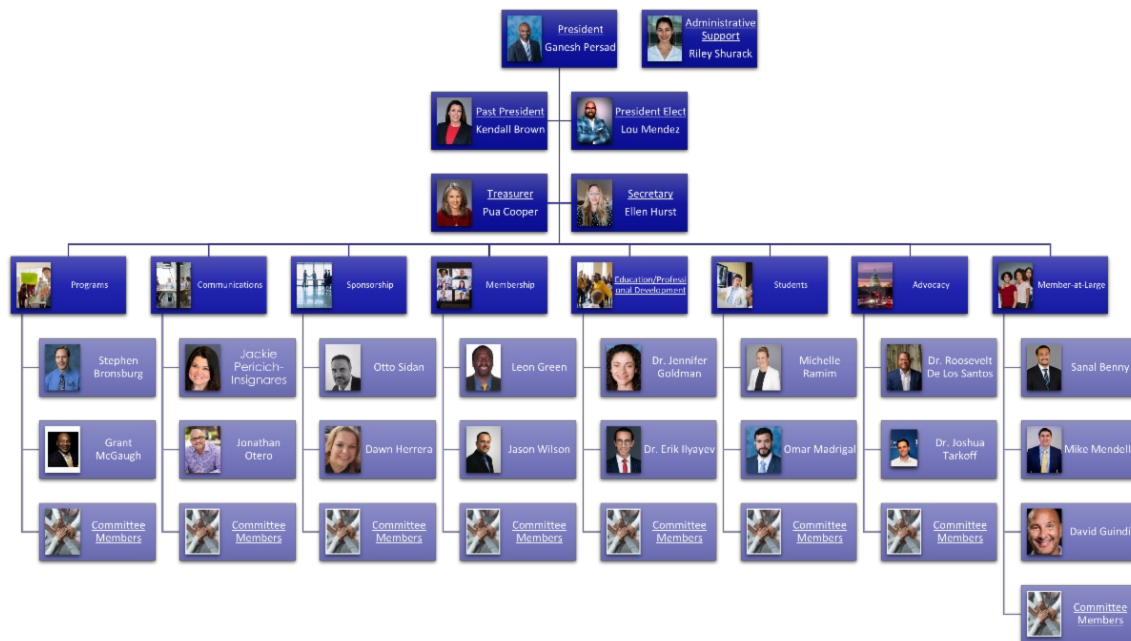 President
Ganesh Persad
Administrative
Support
Riley Shurack
Past President
Kendall Brown
President Elect
Lou Mendez
Treasurer
Pua Cooper
Secretary
Ellen Hurst
Programs
Communications
Sponsorship
Membership
Education/Profess
ional Development
Students
Advocacy
Member-at-Large
Stephen
Bronsburg
Jackie
Pericich-
Insignares
Otto Sidan
Leon Green
Dr. Jennifer
Goldman
Michelle
Ramim
Dr. Roosevelt
De Los Santos
Sanal Benny
Grant
McGaugh
Jonathan
Otero
Dawn Herrera
Jason Wilson
Dr. Erik Ilyayev
Omar Madrigal
Dr. Joshua
Tarkoff
Mike Mendell
Committee
Members
Committee
Members
Committee
Members
Committee
Members
Committee
Members
Committee
Members
Committee
Members
David Guindi
Committee
Members